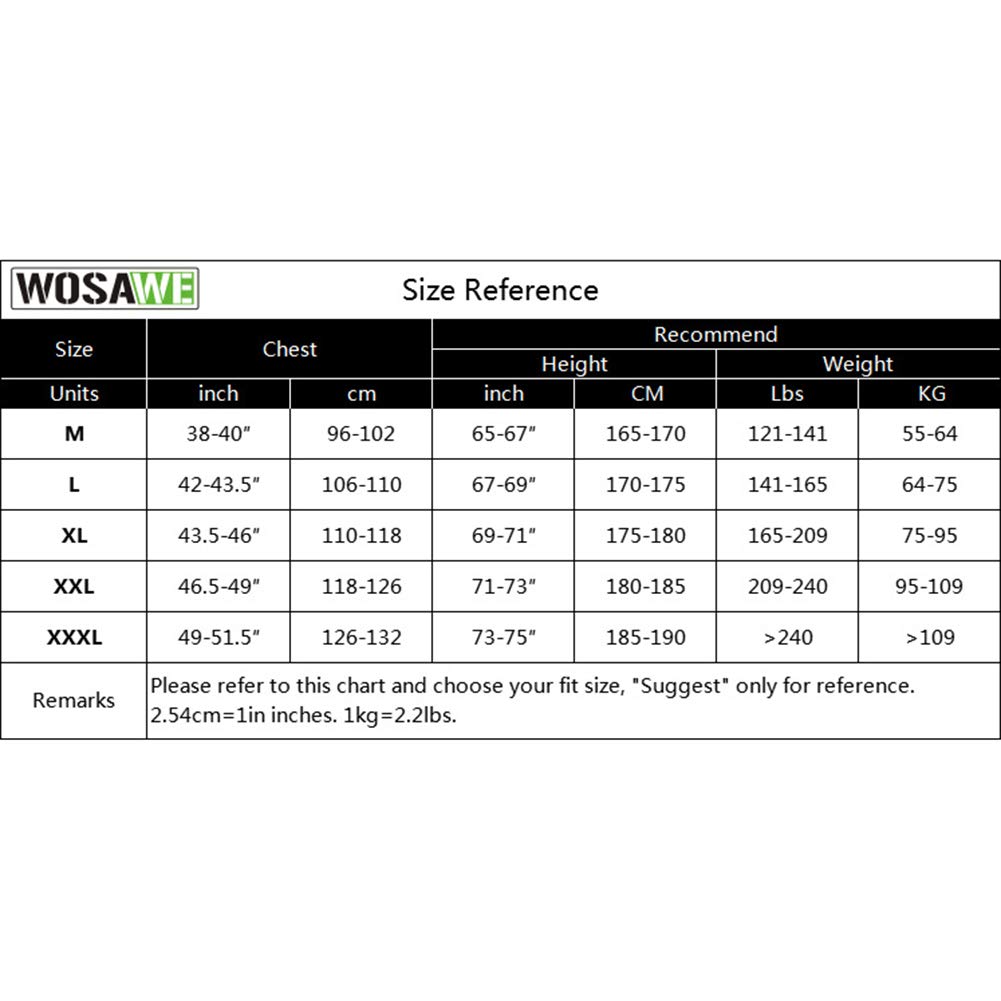 WOSAWE Size Reference
Size Chest Recommend
Height Weight
Units inch cm inch CM Lbs KG
M 38-40" 96-102 65-67" 165-170 121-141 55-64
L 42-43.5" 106-110 67-69" 170-175 141-165 64-75
XL 43.5-46" 110-118 69-71" 175-180 165-209 75-95
XXL 46.5-49" 118-126 71-73" 180-185 209-240 95-109
XXXL 49-51.5" 126-132 73-75" 185-190 >240 >109
Remarks Please refer to this chart and choose your fit size, "Suggest" only for reference.
2.54cm=1in inches. 1kg=2.2lbs.